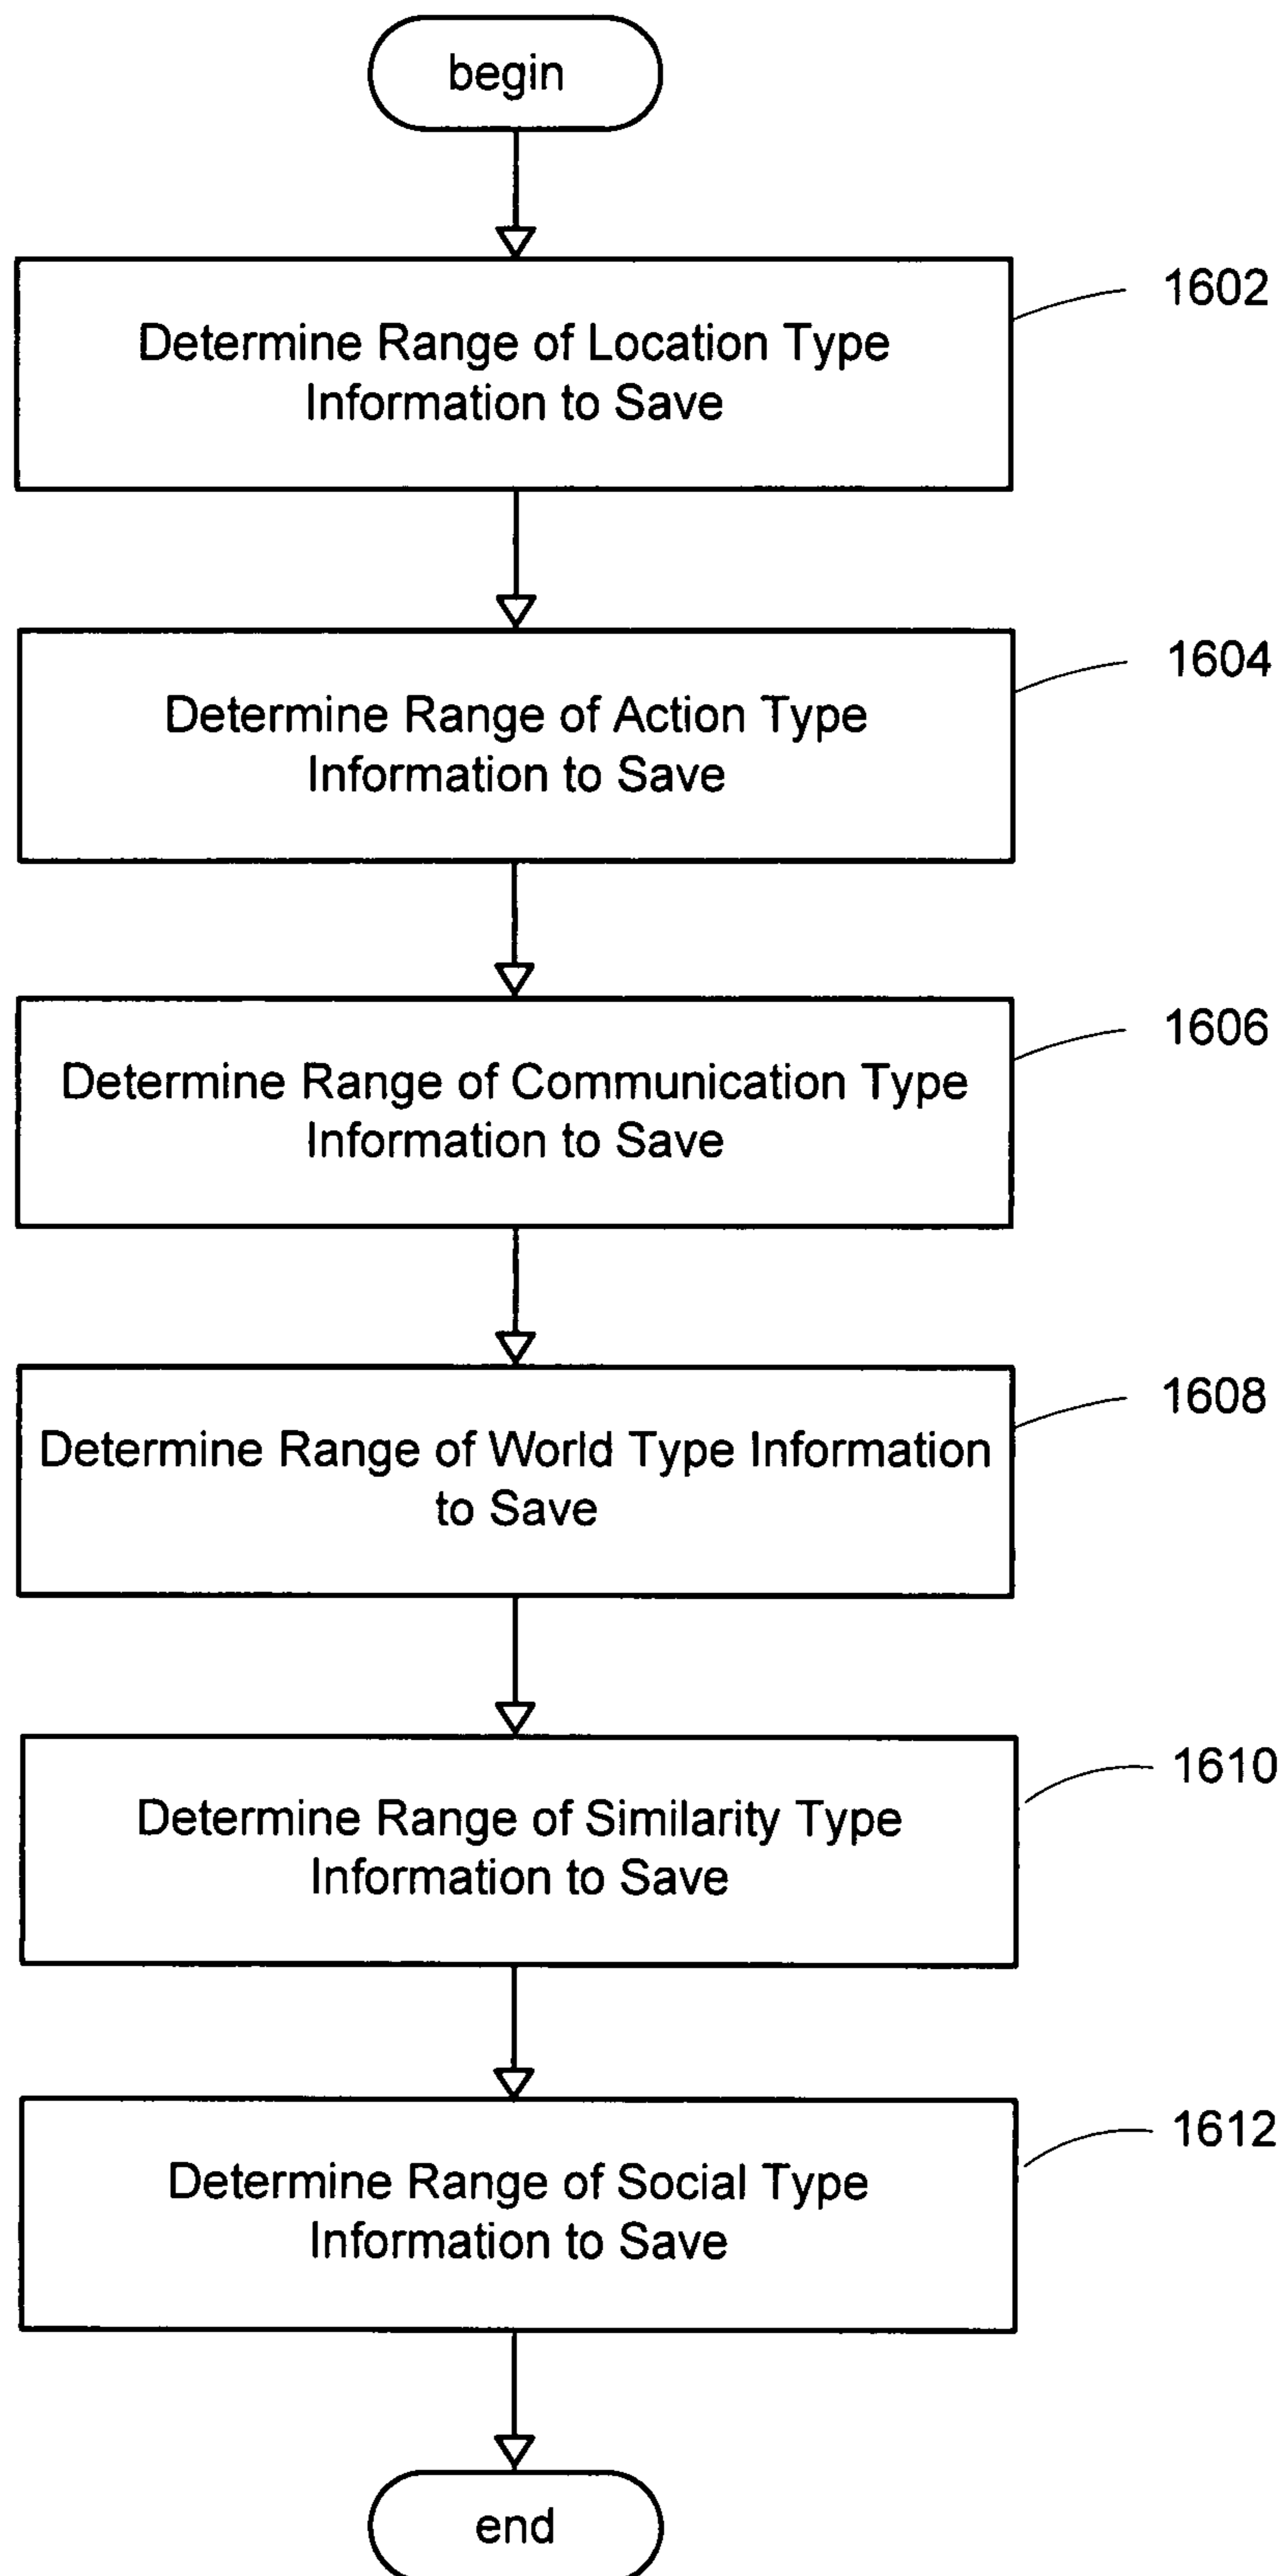 begin
Determine Range of Location Type
Information to Save
1602
Determine Range of Action Type
Information to Save
1604
Determine Range of Communication Type
Information to Save
1606
Determine Range of World Type Information
to Save
1608
Determine Range of Similarity Type
Information to Save
1610
Determine Range of Social Type
Information to Save
1612
end